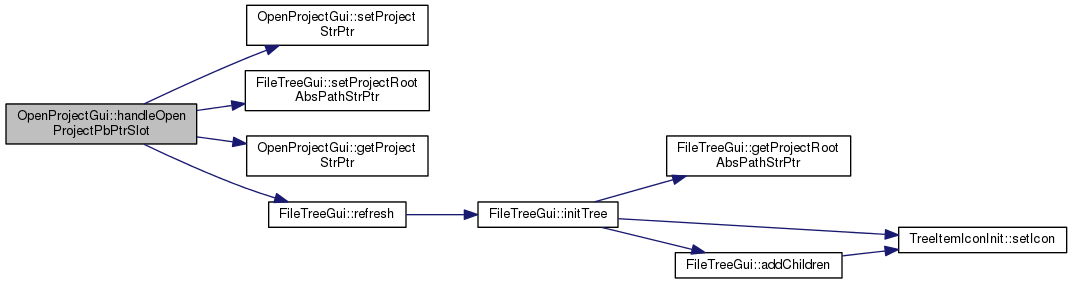 OpenProjectGui::setProject
StrPtr
FileTreeGui::setProjectRoot
AbsPathStrPtr
OpenProjectGui::handleOpen
ProjectPbPtrSlot
OpenProjectGui::getProject
StrPtr
FileTreeGui::getProjectRoot
AbsPathStrPtr
FileTreeGui::refresh
FileTreeGui::initTree
TreeItemIconInit::setIcon
FileTreeGui::addChildren